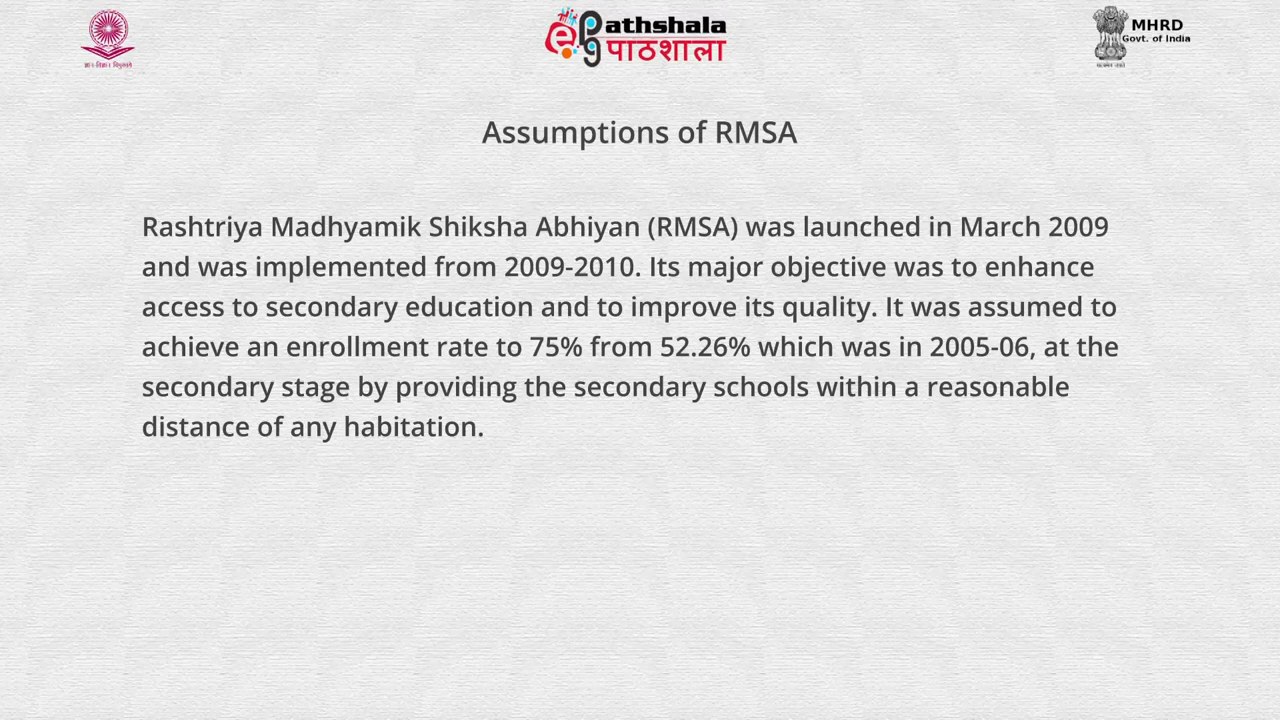 athshala
पाठशाला
MHRD
Govt. of India
Assumptions of RMSA
Rashtriya Madhyamik Shiksha Abhiyan (RMSA) was launched in March 2009
and was implemented from 2009-2010. Its major objective was to enhance
access to secondary education and to improve its quality. It was assumed to
achieve an enrollment rate to 75% from 52.26% which was in 2005-06, at the
secondary stage by providing the secondary schools within a reasonable
distance of any habitation.